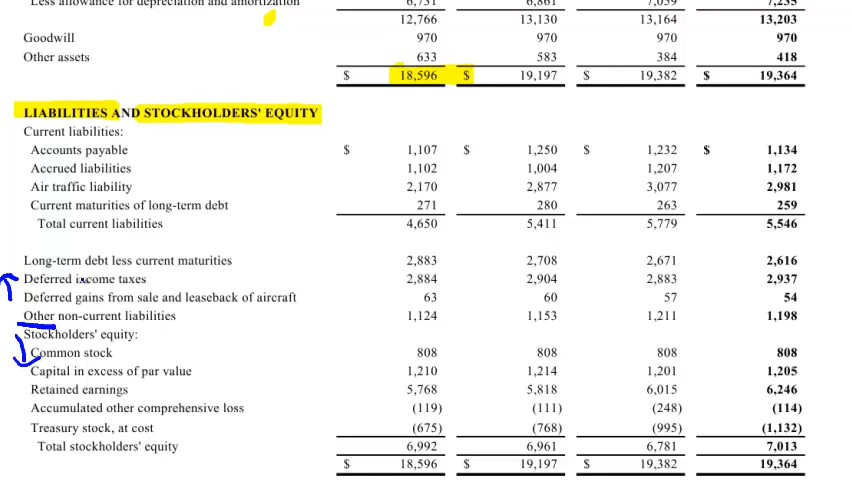 Less allowance for depreciation and amortization 6,731 6,861 7,059 7,235
12,766 13,130 13,164 13,203
Goodwill 970 970 970 970
Other assets 633 583 384 418
$ 18,596 $ 19,197 $ 19,382 $ 19,364
LIABILITIES AND STOCKHOLDERS' EQUITY
Current liabilities:
Accounts payable $ 1,107 $ 1,250 $ 1,232 $ 1,134
Accrued liabilities 1,102 1,004 1,207 1,172
Air traffic liability 2,170 2,877 3,077 2,981
Current maturities of long-term debt 271 280 263 259
Total current liabilities 4,650 5,411 5,779 5,546
Long-term debt less current maturities 2,883 2,708 2,671 2,616
Deferred income taxes 2,884 2,904 2,883 2,937
Deferred gains from sale and leaseback of aircraft 63 60 57 54
Other non-current liabilities 1,124 1,153 1,211 1,198
Stockholders' equity:
Common stock 808 808 808 808
Capital in excess of par value 1,210 1,214 1,201 1,205
Retained earnings 5,768 5,818 6,015 6,246
Accumulated other comprehensive loss (119) (111) (248) (114)
Treasury stock, at cost (675) (768) (995) (1,132)
Total stockholders' equity 6,992 6,961 6,781 7,013
$ 18,596 $ 19,197 $ 19,382 $ 19,364